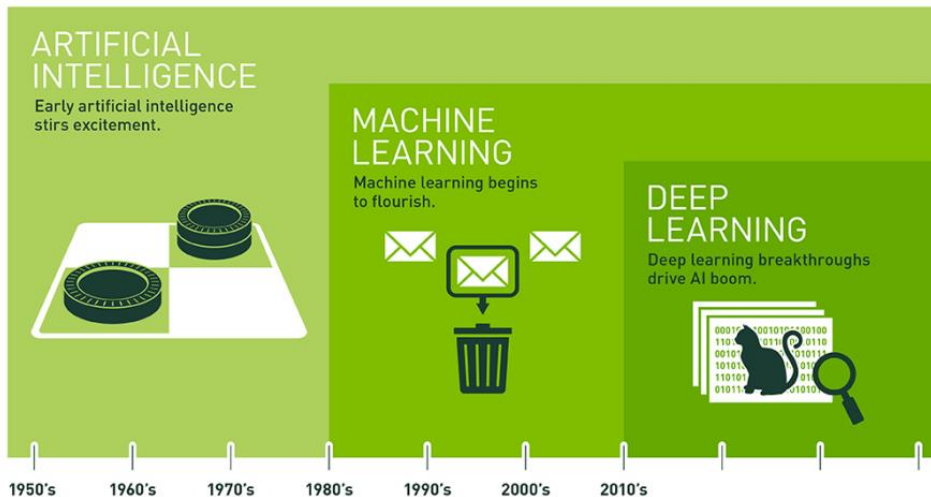 ARTIFICIAL
INTELLIGENCE
Early artificial intelligence
stirs excitement.
MACHINE
LEARNING
Machine learning begins
to flourish.
DEEP
LEARNING
Deep learning breakthroughs
drive AI boom.
1950's 1960's 1970's 1980's 1990's 2000's 2010's